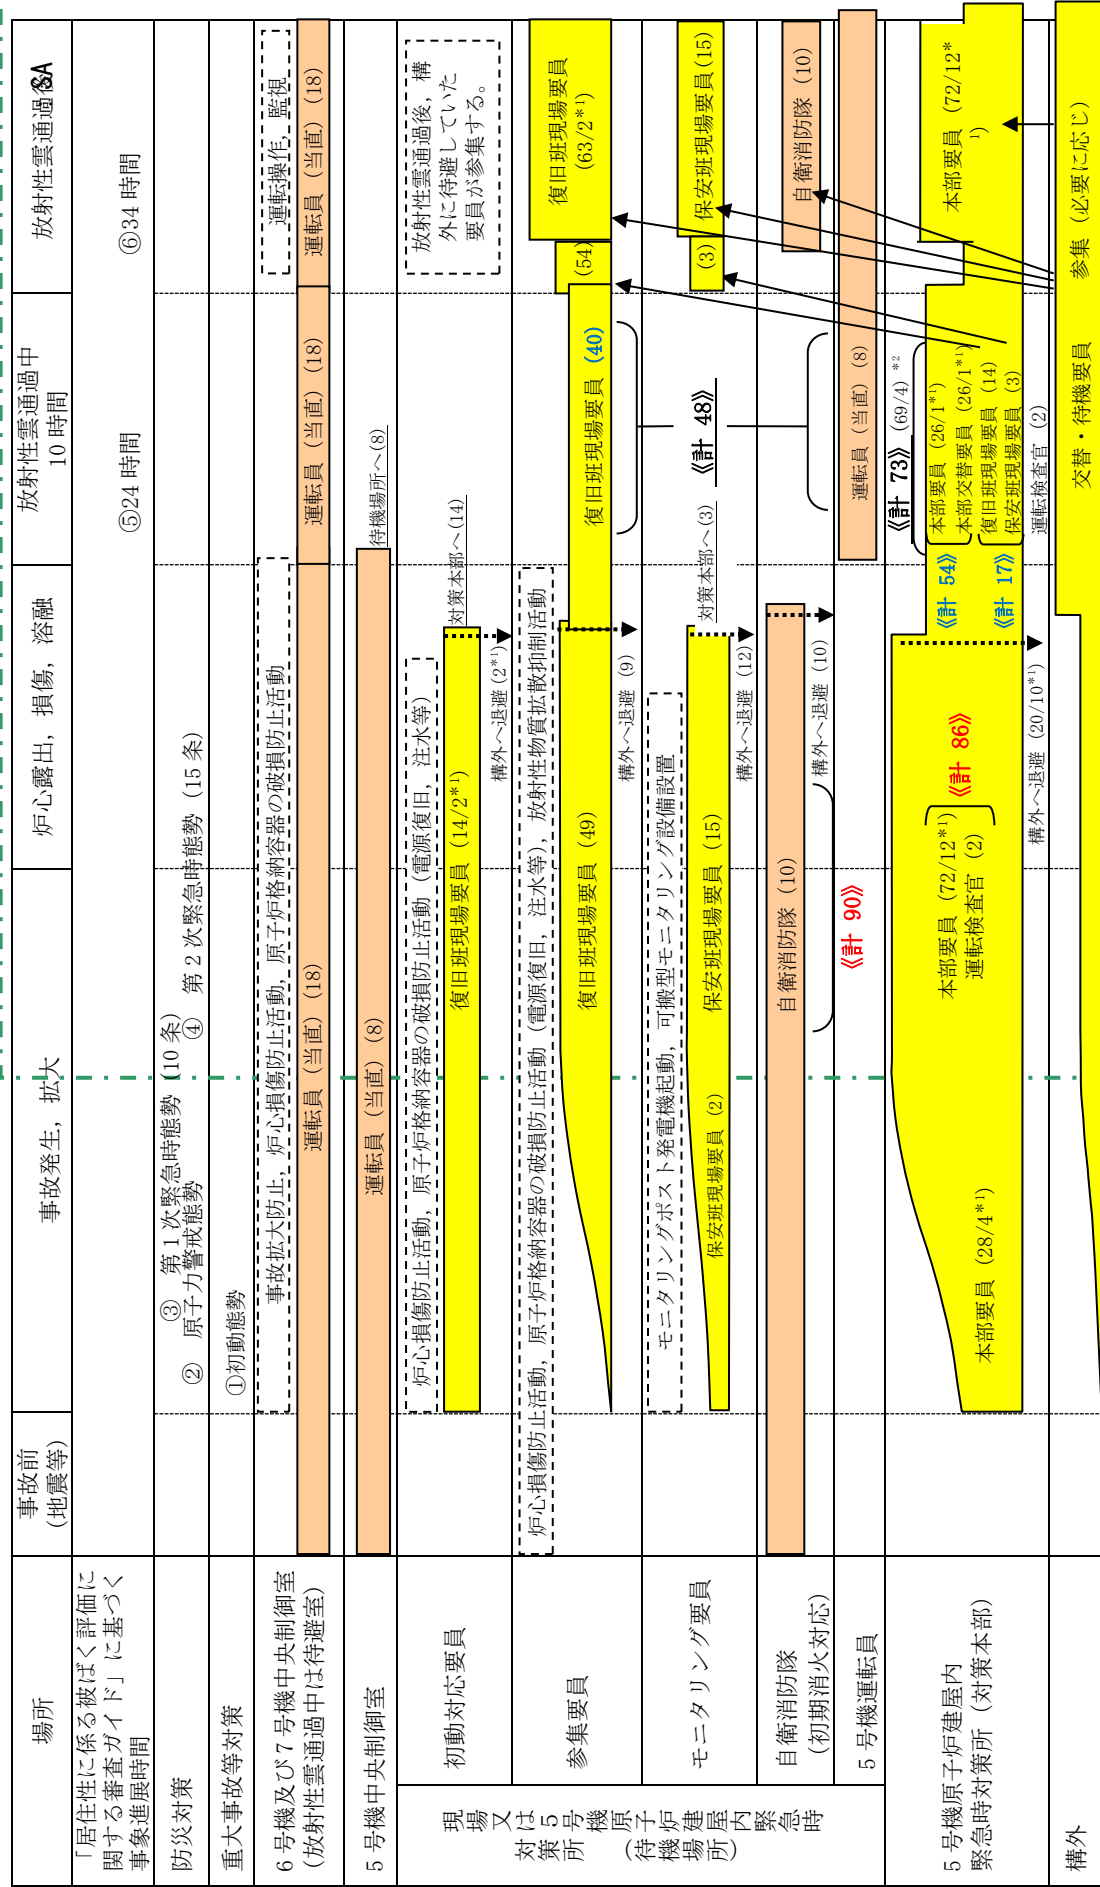 場所
事故前
(地震等)
事故発生，拡大
炉心露出，損傷，溶融
放射性雲通過中
10 時間
放射性雲通過後
SA
「居住性に係る被ばく評価に
関する審査ガイド」に基づく
事象進展時間
⑤24 時間
⑥34 時間
防災対策
② 原子力警戒態勢
③ 第 1 次緊急時態勢 (10 条)
④ 第 2 次緊急時態勢 (15 条)
重大事故等対策
①初動態勢
6 号機及び 7 号機中央制御室
(放射性雲通過中は待避室)
事故拡大防止，炉心損傷防止活動，原子炉格納容器の破損防止活動
運転操作，監視
運転員 (当直) (18)
運転員 (当直) (18)
運転員 (当直) (18)
5 号機中央制御室
運転員 (当直) (8)
待機場所へ(8)
現場又は5号機原子炉建屋内緊急時
対策所 (待機場所)
初動対応要員
炉心損傷防止活動，原子炉格納容器の破損防止活動 (電源復旧，注水等)
復旧班現場要員 (14/2*1)
対策本部へ(14)
構外へ退避 (2*1)
放射性雲通過後，構
外に待避していた
要員が参集する。
参集要員
炉心損傷防止活動，原子炉格納容器の破損防止活動 (電源復旧，注水等)，放射性物質拡散抑制活動
復旧班現場要員 (49)
構外へ退避 (9)
復旧班現場要員 (40)
(54)
復旧班現場要員
(63/2*1)
モニタリング要員
モニタリングポスト発電機起動，可搬型モニタリング設備設置
保安班現場要員 (2)
保安班現場要員 (15)
対策本部へ(3)
構外へ退避 (12)
《計 48》
(3)
保安班現場要員(15)
自衛消防隊
(初期消火対応)
自衛消防隊 (10)
構外へ退避 (10)
自衛消防隊 (10)
5 号機運転員
《計 90》
運転員 (当直) (8)
5 号機原子炉建屋内
緊急時対策所 (対策本部)
本部要員 (28/4*1)
本部要員 (72/12*1)
運転検査官 (2)
《計 86》
構外へ退避 (20/10*1)
《計 73》(69/4) *2
《計 54》
本部要員 (26/1*1)
本部交替要員 (26/1*1)
《計 17》
復旧班現場要員 (14)
保安班現場要員 (3)
運転検査官 (2)
本部要員 (72/12*
1)
構外
交替・待機要員
参集 (必要に応じ)